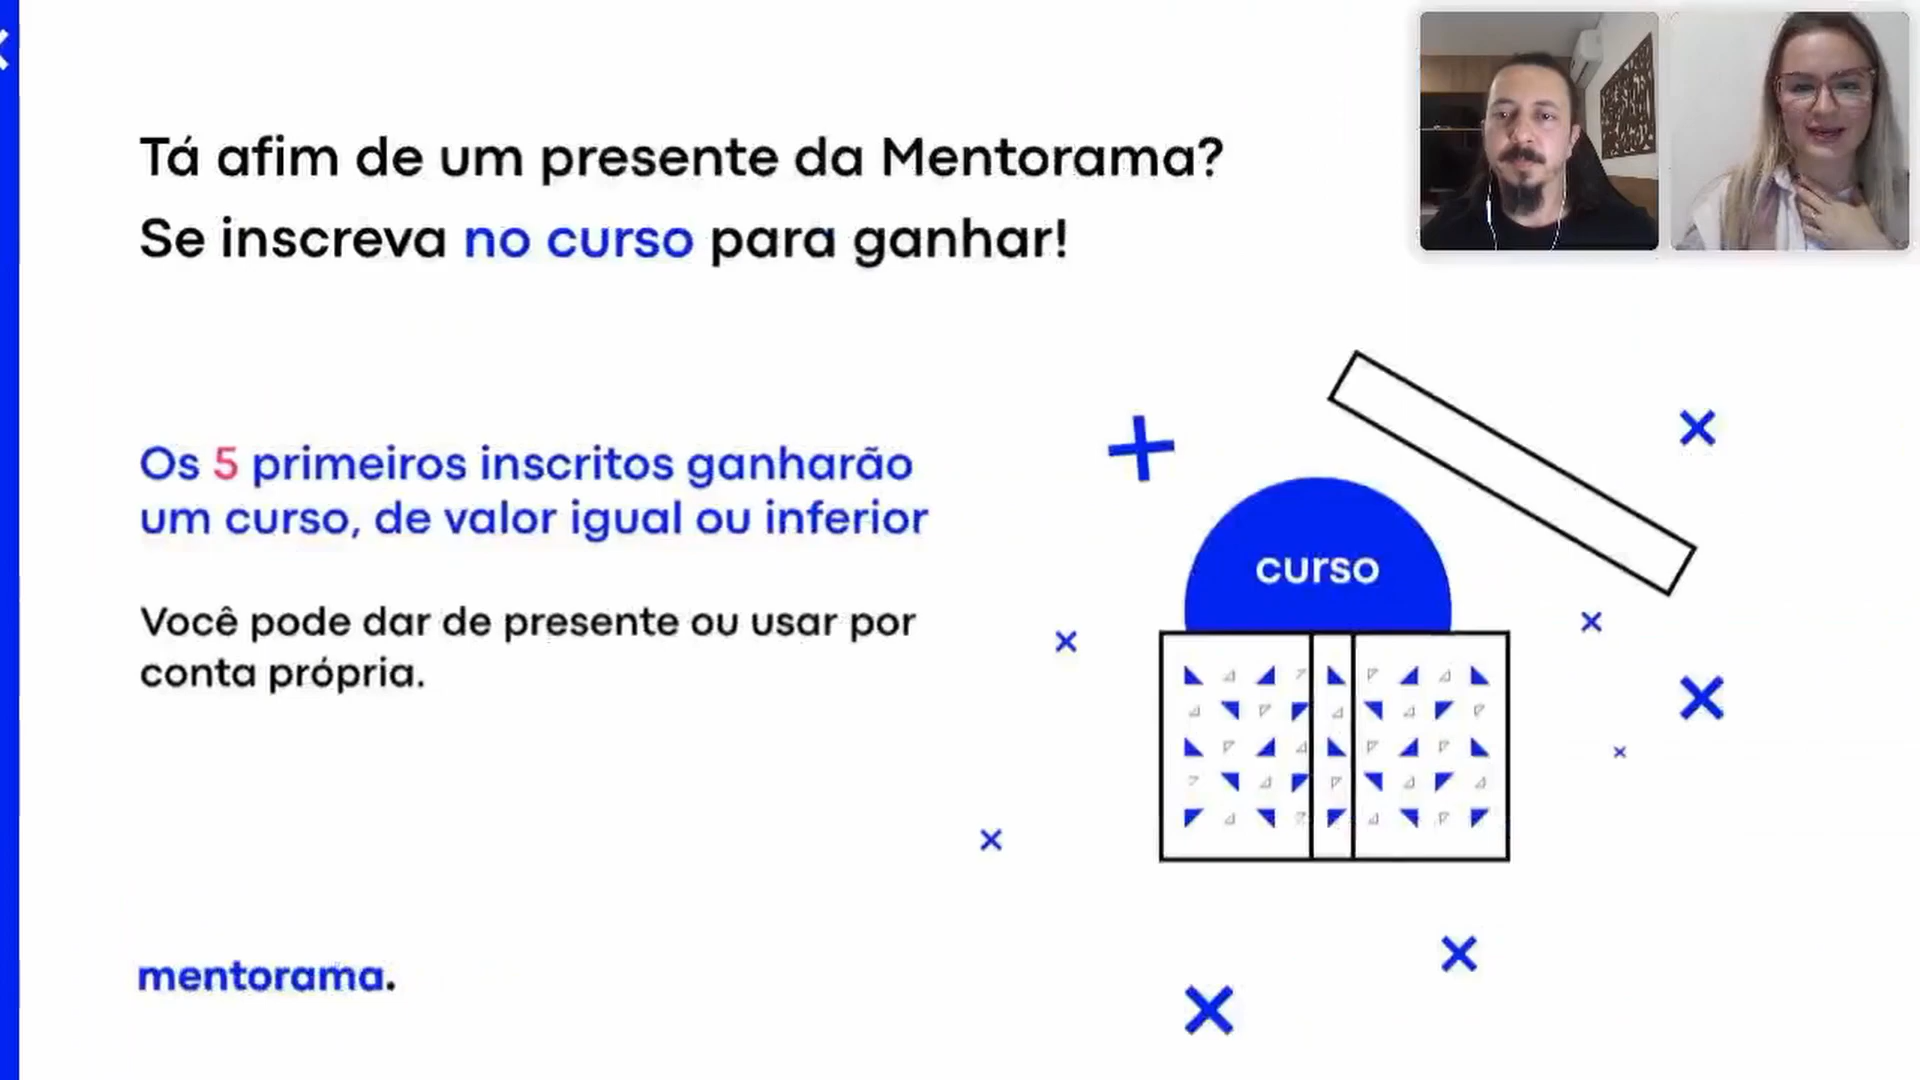 Tá afim de um presente da Mentorama?
Se inscreva no curso para ganhar!
Os 5 primeiros inscritos ganharão
um curso, de valor igual ou inferior
Você pode dar de presente ou usar por
conta própria.
curso
mentorama.